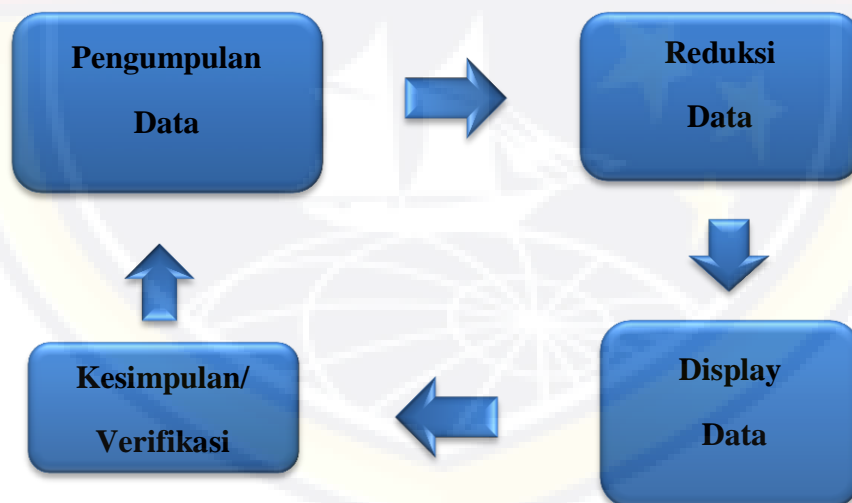 Pengumpulan
Data
Reduksi
Data
Display
Data
Kesimpulan/
Verifikasi